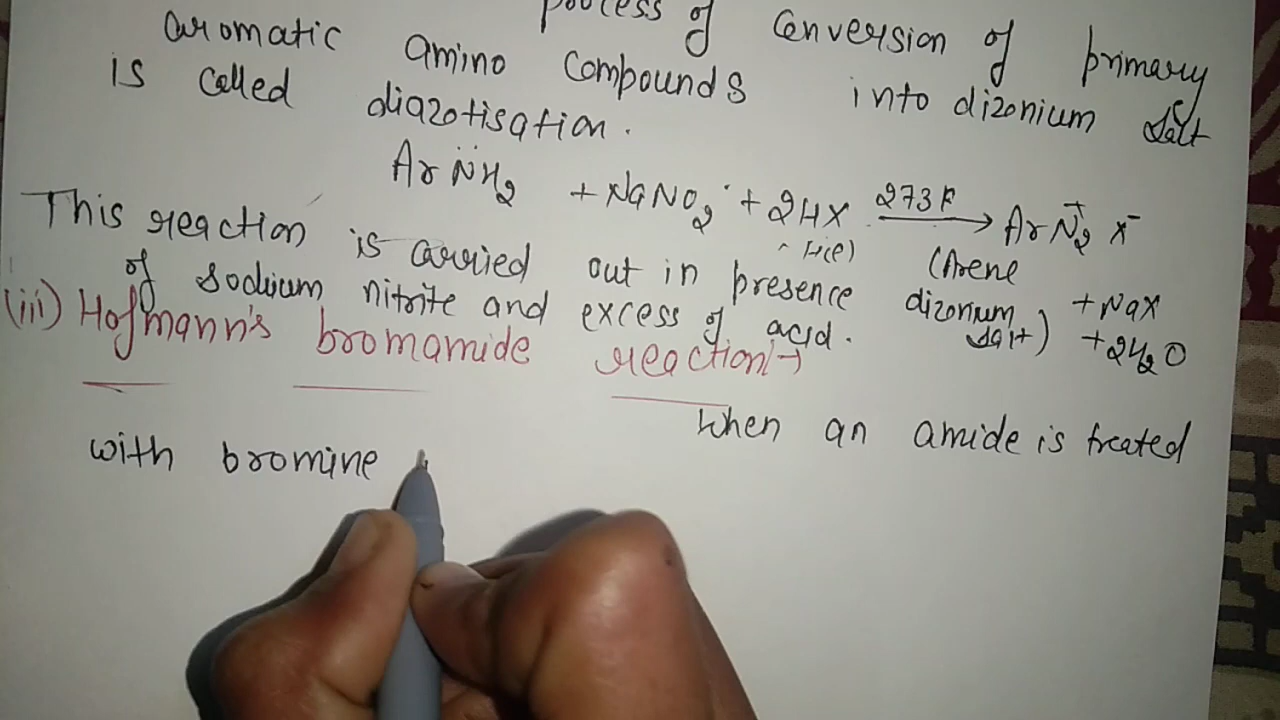 process of conversion of primary
aromatic amino compounds into dizonium salt
is called diazotisation.
ArN̈H₂ + NaNO₂ + 2HX 273K → ArN₂⁺ X⁻
(Arene dizonium salt) + NaX + 2H₂O
This reaction is carried out in presence
of sodium nitrite and excess of acid.
(iii) Hofmann's bromamide reaction:→
When an amide is treated
with bromine